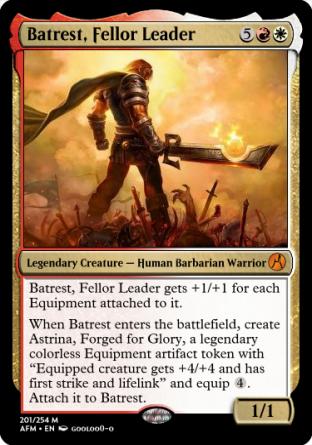 Batrest, Fellor Leader 5
Legendary Creature — Human Barbarian Warrior
Batrest, Fellor Leader gets +1/+1 for each
Equipment attached to it.
When Batrest enters the battlefield, create
Astrina, Forged for Glory, a legendary
colorless Equipment artifact token with
“Equipped creature gets +4/+4 and has
first strike and lifelink” and equip 4.
Attach it to Batrest.
1/1
201/254 M
AFM • EN GOOLOOO-O